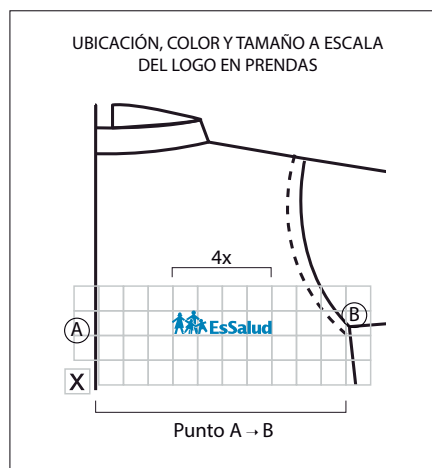 UBICACIÓN, COLOR Y TAMAÑO A ESCALA
DEL LOGO EN PRENDAS
4x
A
EsSalud
B
X
Punto A → B